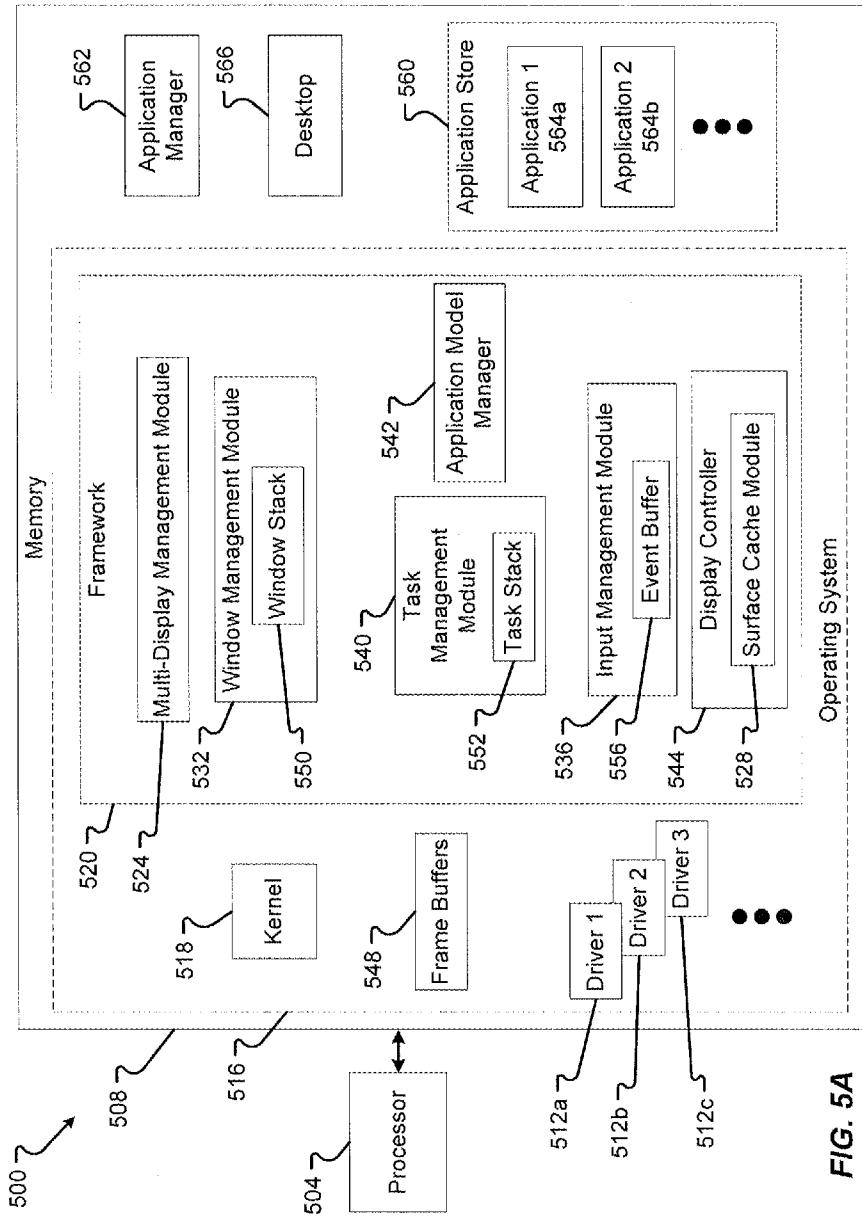 500
508
516
504
Processor
Memory
518
Kernel
548
Frame Buffers
512a
Driver 1
512b
Driver 2
512c
Driver 3
Operating System
520
Framework
524
Multi-Display Management Module
532
Window Management Module
550
Window Stack
540
Task
Management
Module
552
Task Stack
542
Application Model
Manager
536
Input Management Module
556
Event Buffer
544
Display Controller
528
Surface Cache Module
562
Application
Manager
566
Desktop
560
Application Store
Application 1
564a
Application 2
564b
FIG. 5A